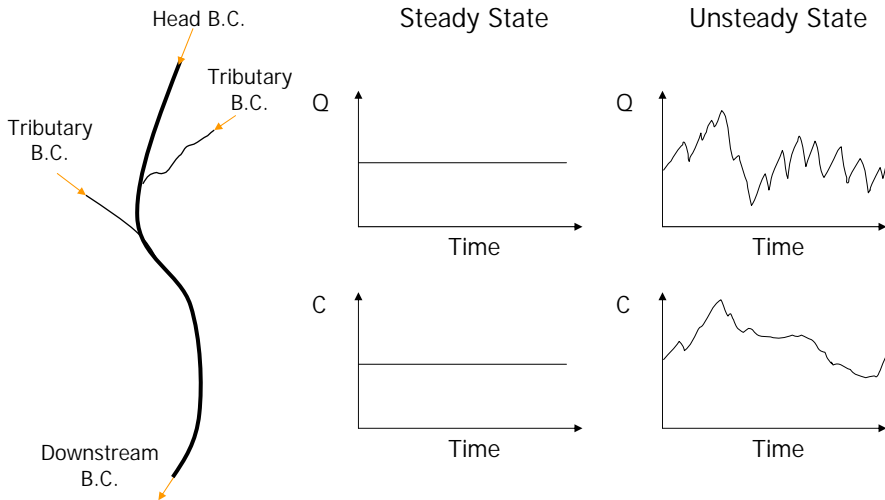 Head B.C.
Tributary
B.C.
Tributary
B.C.
Downstream
B.C.
Steady State
Unsteady State
Q
Time
Q
Time
C
Time
C
Time